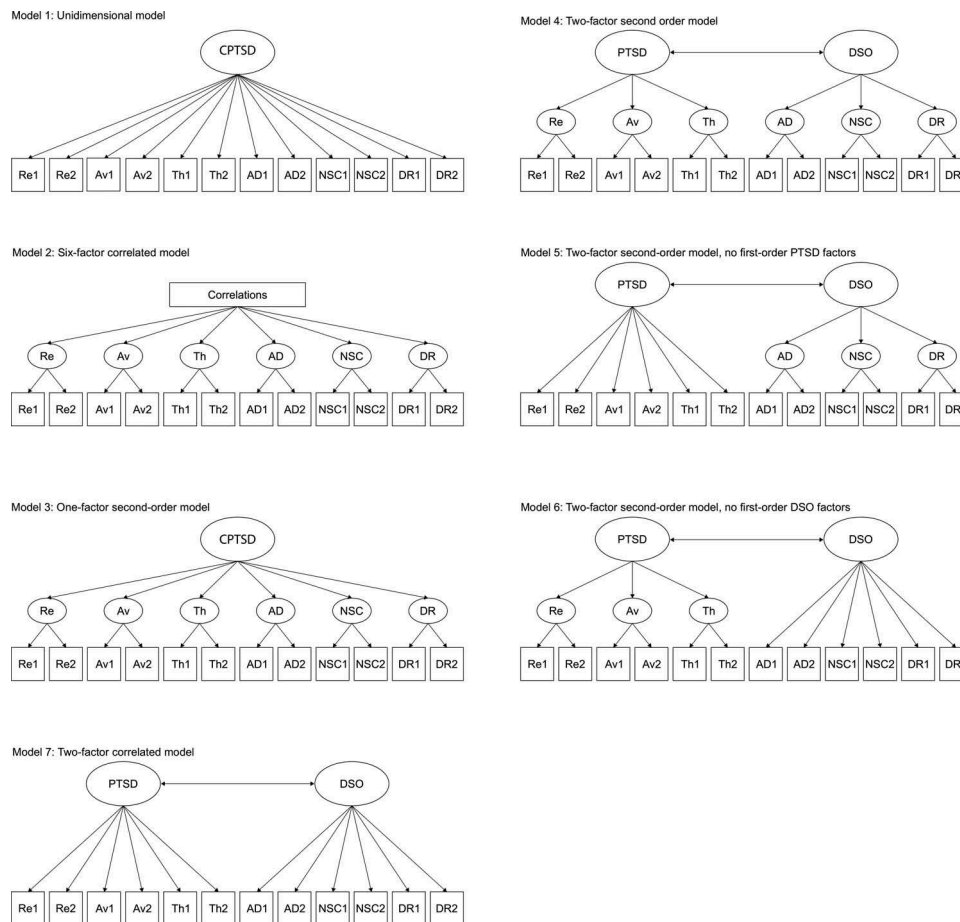 Model 1: Unidimensional model
CPTSD
Re1 Re2 Av1 Av2 Th1 Th2 AD1 AD2 NSC1 NSC2 DR1 DR2
Model 2: Six-factor correlated model
Correlations
Re Av Th AD NSC DR
Re1 Re2 Av1 Av2 Th1 Th2 AD1 AD2 NSC1 NSC2 DR1 DR2
Model 3: One-factor second-order model
CPTSD
Re Av Th AD NSC DR
Re1 Re2 Av1 Av2 Th1 Th2 AD1 AD2 NSC1 NSC2 DR1 DR2
Model 4: Two-factor second order model
PTSD DSO
Re Av Th AD NSC DR
Re1 Re2 Av1 Av2 Th1 Th2 AD1 AD2 NSC1 NSC2 DR1 DR
Model 5: Two-factor second-order model, no first-order PTSD factors
PTSD DSO
AD NSC DR
Re1 Re2 Av1 Av2 Th1 Th2 AD1 AD2 NSC1 NSC2 DR1 DR
Model 6: Two-factor second-order model, no first-order DSO factors
PTSD DSO
Re Av Th
Re1 Re2 Av1 Av2 Th1 Th2 AD1 AD2 NSC1 NSC2 DR1 DR
Model 7: Two-factor correlated model
PTSD DSO
Re1 Re2 Av1 Av2 Th1 Th2 AD1 AD2 NSC1 NSC2 DR1 DR2